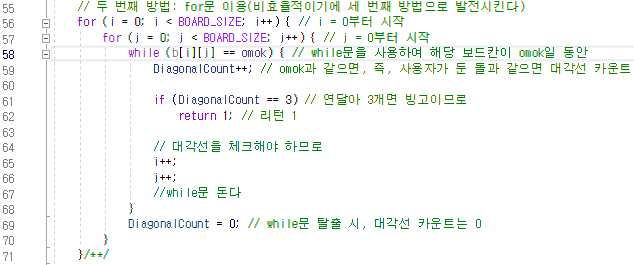 55 // 두 번째 방법: for문 이용(비효율적이기에 세 번째 방법으로 발전시킨다)
56 for (i = 0; i < BOARD_SIZE; i++) { // i = 0부터 시작
57 for (j = 0; j < BOARD_SIZE; j++) { // j = 0부터 시작
58 while (b[i][j] == omok) { // while문을 사용하여 해당 보드칸이 omok일 동안
59 DiagonalCount++; // omok과 같으면, 즉, 사용자가 둔 돌과 같으면 대각선 카운트
60
61 if (DiagonalCount == 3) // 연달아 3개면 빙고이므로
62 return 1; // 리턴 1
63
64 // 대각선을 체크해야 하므로
65 i++;
66 j++;
67 //while문 돈다
68 }
69 DiagonalCount = 0; // while문 탈출 시, 대각선 카운트는 0
70 }
71 }/**/